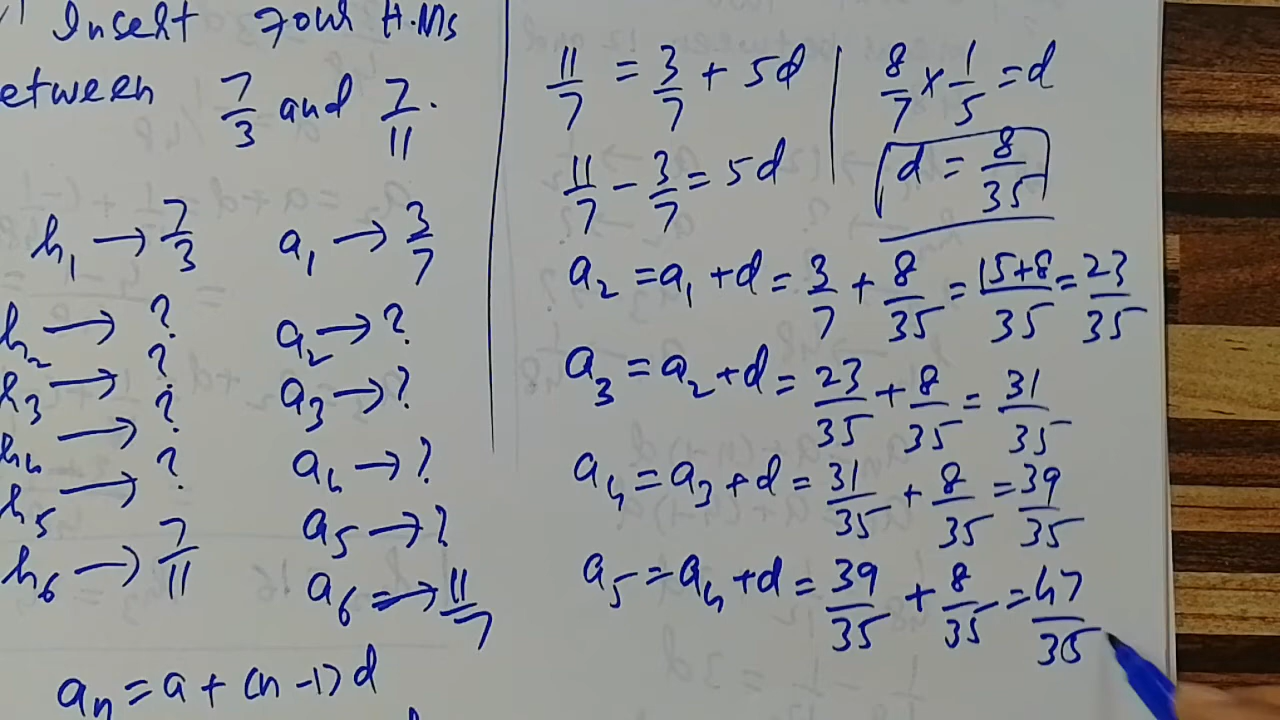 Insert four H.Ms
etween 7/3 and 7/11.
h1 → 7/3 a1 → 3/7
h2 → ? a2 → ?
h3 → ? a3 → ?
h4 → ? a4 → ?
h5 → ? a5 → ?
h6 → 7/11 a6 → 11/7
an = a + (n-1)d
11/7 = 3/7 + 5d
11/7 - 3/7 = 5d
8/7 × 1/5 = d
d = 8/35
a2 = a1 + d = 3/7 + 8/35 = 15+8/35 = 23/35
a3 = a2 + d = 23/35 + 8/35 = 31/35
a4 = a3 + d = 31/35 + 8/35 = 39/35
a5 = a4 + d = 39/35 + 8/35 = 47/35